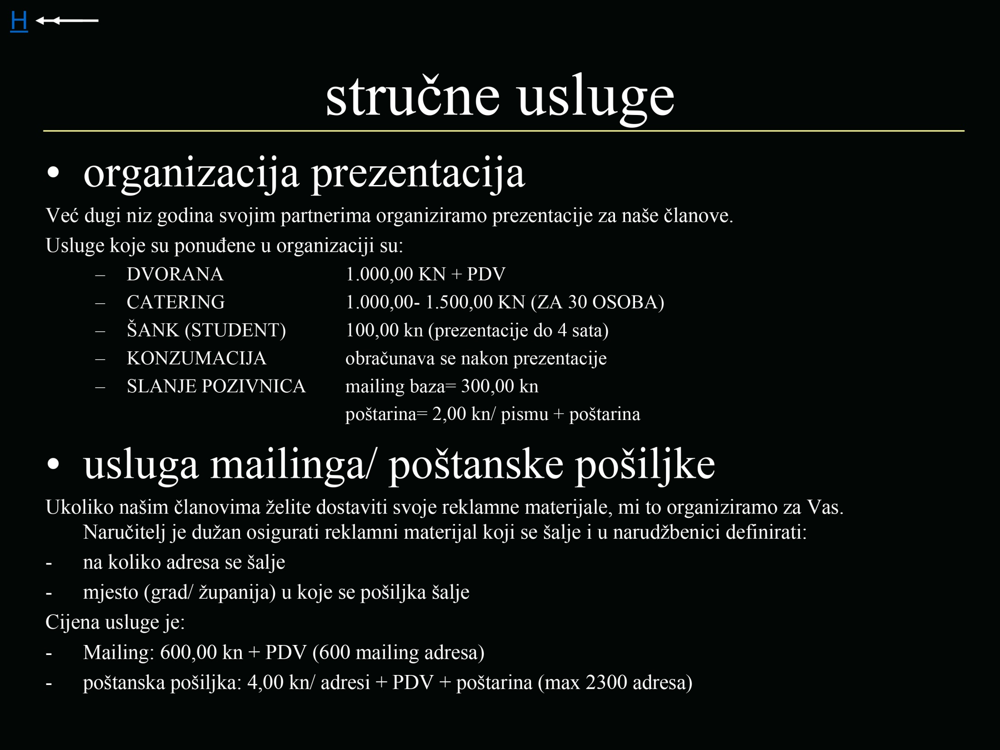 H
stručne usluge
• organizacija prezentacija
Već dugi niz godina svojim partnerima organiziramo prezentacije za naše članove.
Usluge koje su ponuđene u organizaciji su:
– DVORANA 1.000,00 KN + PDV
– CATERING 1.000,00- 1.500,00 KN (ZA 30 OSOBA)
– ŠANK (STUDENT) 100,00 kn (prezentacije do 4 sata)
– KONZUMACIJA obračunava se nakon prezentacije
– SLANJE POZIVNICA mailing baza= 300,00 kn
poštarina= 2,00 kn/ pismu + poštarina
• usluga mailinga/ poštanske pošiljke
Ukoliko našim članovima želite dostaviti svoje reklamne materijale, mi to organiziramo za Vas.
Naručitelj je dužan osigurati reklamni materijal koji se šalje i u narudžbenici definirati:
- na koliko adresa se šalje
- mjesto (grad/ županija) u koje se pošiljka šalje
Cijena usluge je:
- Mailing: 600,00 kn + PDV (600 mailing adresa)
- poštanska pošiljka: 4,00 kn/ adresi + PDV + poštarina (max 2300 adresa)